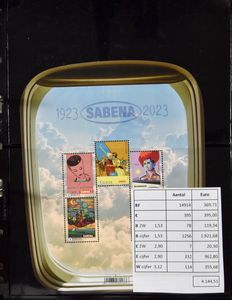 1923 SABENA 2023
Aantal Euro
BF 14914 369,71
€ 395 395,00
B ZW 1,53 78 119,34
B cijfer 1,53 1256 1.921,68
E ZW 2,90 7 20,30
E cijfer 2,90 332 962,80
W cijfer 3,12 114 355,68
4.144,51